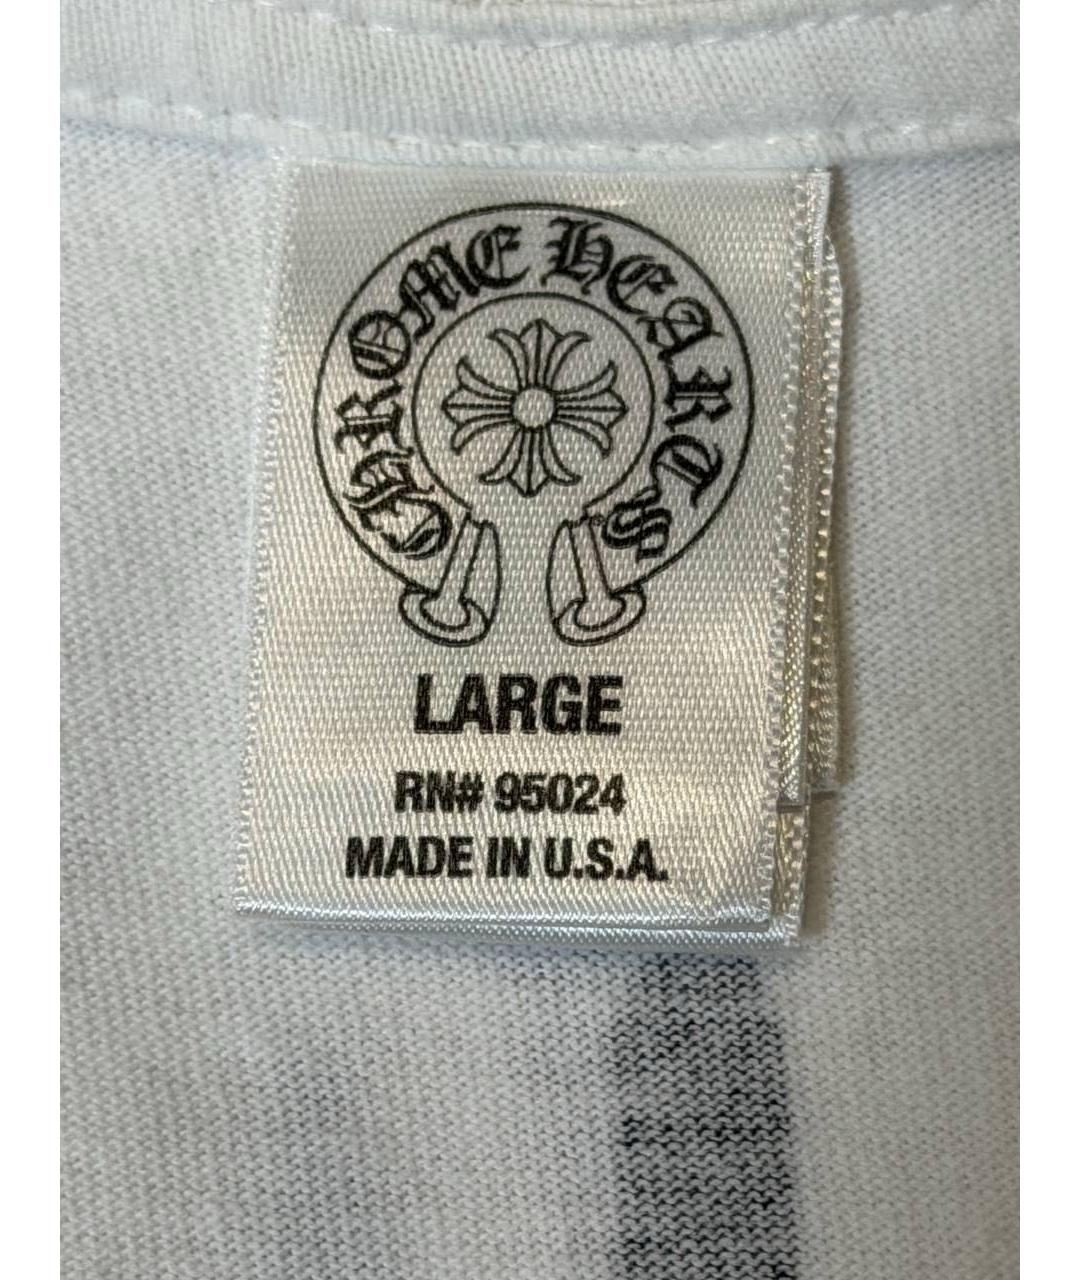 CHROME HEARTS
LARGE
RN# 95024
MADE IN U.S.A.